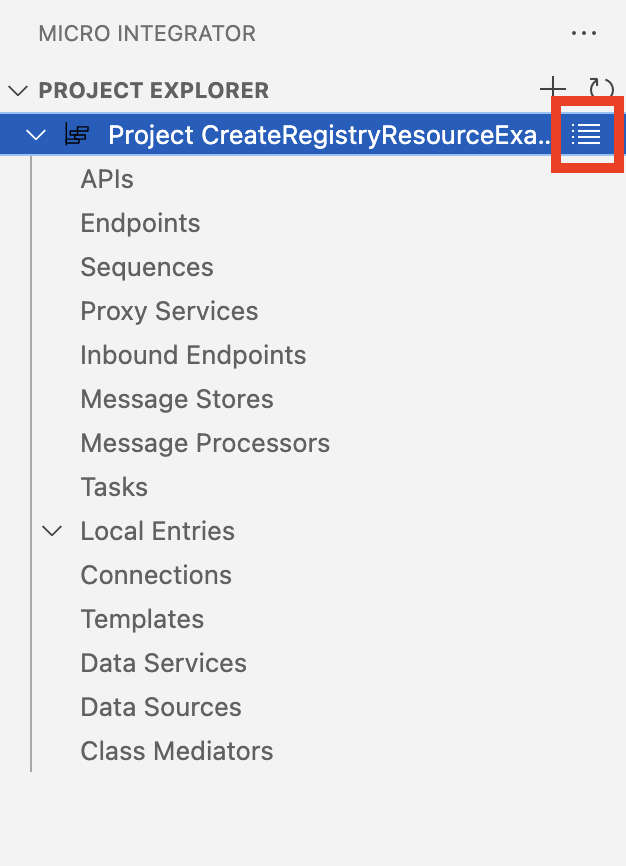 MICRO INTEGRATOR
PROJECT EXPLORER
Project CreateRegistryResourceExa...
APIs
Endpoints
Sequences
Proxy Services
Inbound Endpoints
Message Stores
Message Processors
Tasks
Local Entries
Connections
Templates
Data Services
Data Sources
Class Mediators